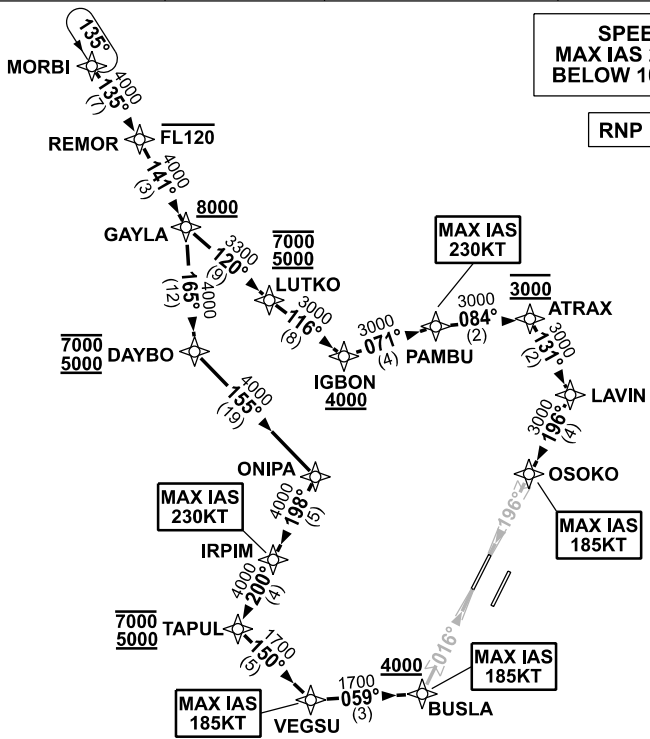 135°
MORBI
4000
135°
(7)
SPEE
MAX IAS
BELOW 10
RNP
REMOR
FL120
4000
141°
(3)
GAYLA
8000
3300
120°
(9)
7000
5000
LUTKO
MAX IAS
230KT
4000
165°
(12)
3000
116°
(8)
3000
071°
(4)
PAMBU
3000
084°
(2)
3000
ATRAX
3000
131°
(2)
7000
5000
DAYBO
IGBON
4000
LAVIN
4000
155°
(19)
3000
196°
(4)
ONIPA
OSOKO
MAX IAS
230KT
4000
198°
(5)
196°
MAX IAS
185KT
IRPIM
4000
200°
(4)
7000
5000
TAPUL
1700
150°
(5)
016°
4000
MAX IAS
185KT
MAX IAS
185KT
VEGSU
1700
059°
(3)
BUSLA